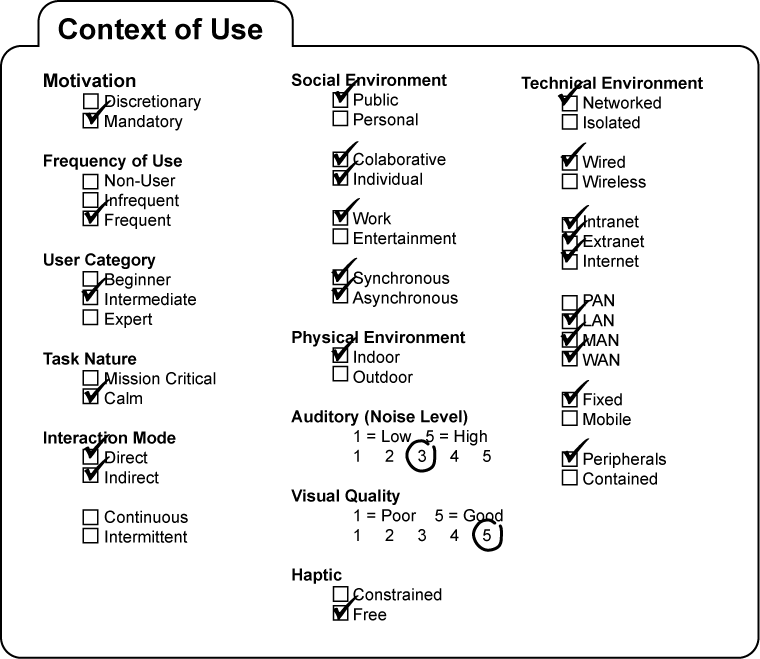 Context of Use
Motivation
Discretionary
Mandatory
Frequency of Use
Non-User
Infrequent
Frequent
User Category
Beginner
Intermediate
Expert
Task Nature
Mission Critical
Calm
Interaction Mode
Direct
Indirect
Continuous
Intermittent
Social Environment
Public
Personal
Colaborative
Individual
Work
Entertainment
Synchronous
Asynchronous
Physical Environment
Indoor
Outdoor
Auditory (Noise Level)
1 = Low 5 = High
1 2 3 4 5
Visual Quality
1 = Poor 5 = Good
1 2 3 4 5
Haptic
Constrained
Free
Technical Environment
Networked
Isolated
Wired
Wireless
Intranet
Extranet
Internet
PAN
LAN
MAN
WAN
Fixed
Mobile
Peripherals
Contained